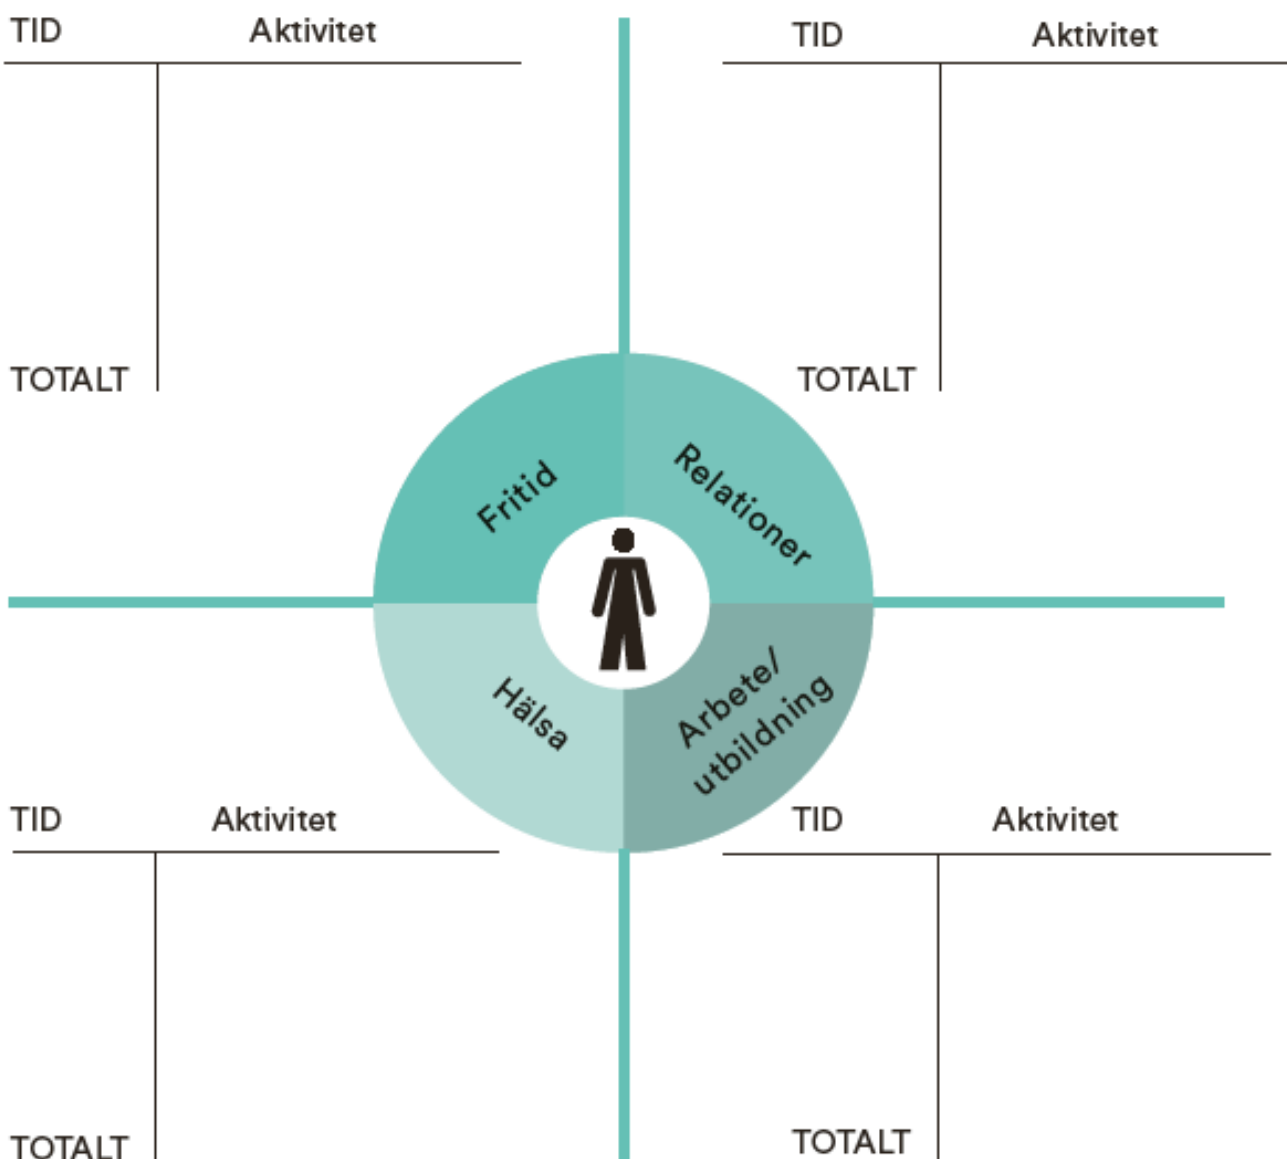 TID Aktivitet
TID Aktivitet
TOTALT
TOTALT
Fritid
Relationer
Hälsa
Arbete/
utbildning
TID Aktivitet
TID Aktivitet
TOTALT
TOTALT